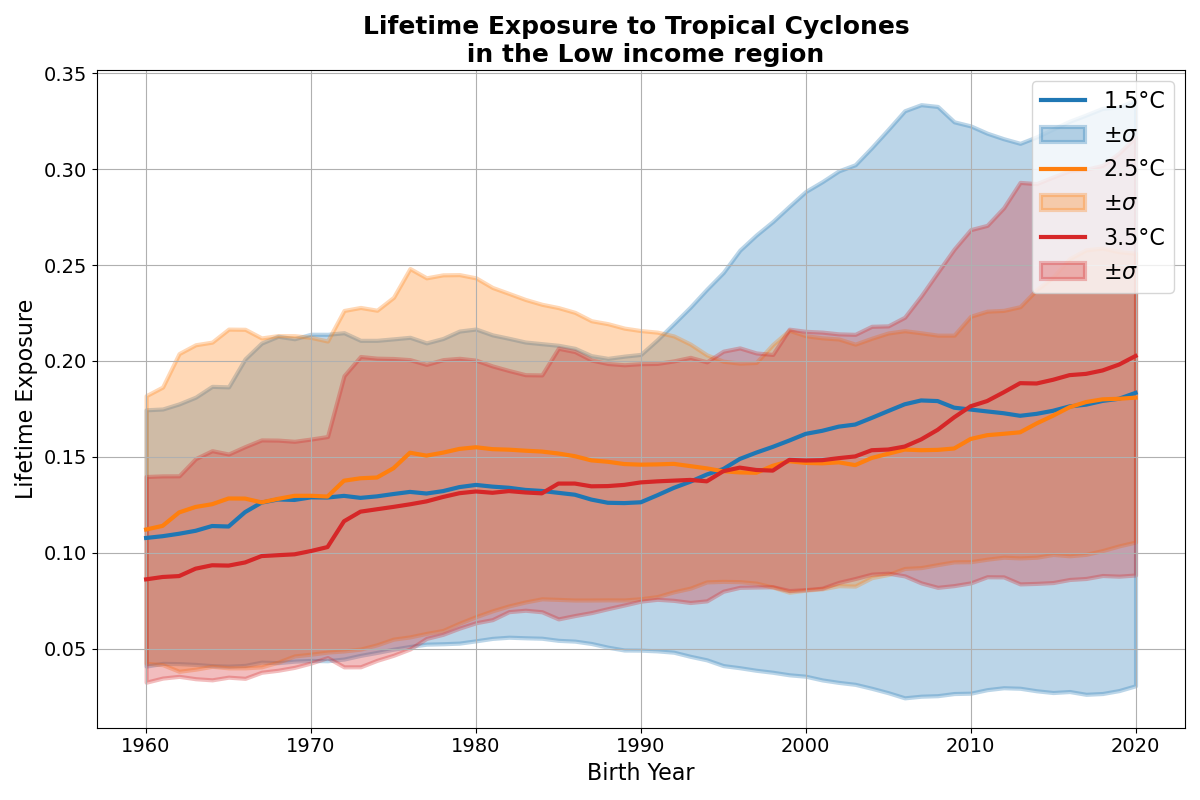 Lifetime Exposure to Tropical Cyclones
in the Low income region
Lifetime Exposure
0.35
0.30
0.25
0.20
0.15
0.10
0.05
1960
1970
1980
1990
2000
2010
2020
Birth Year
1.5°C
±σ
2.5°C
±σ
3.5°C
±σ